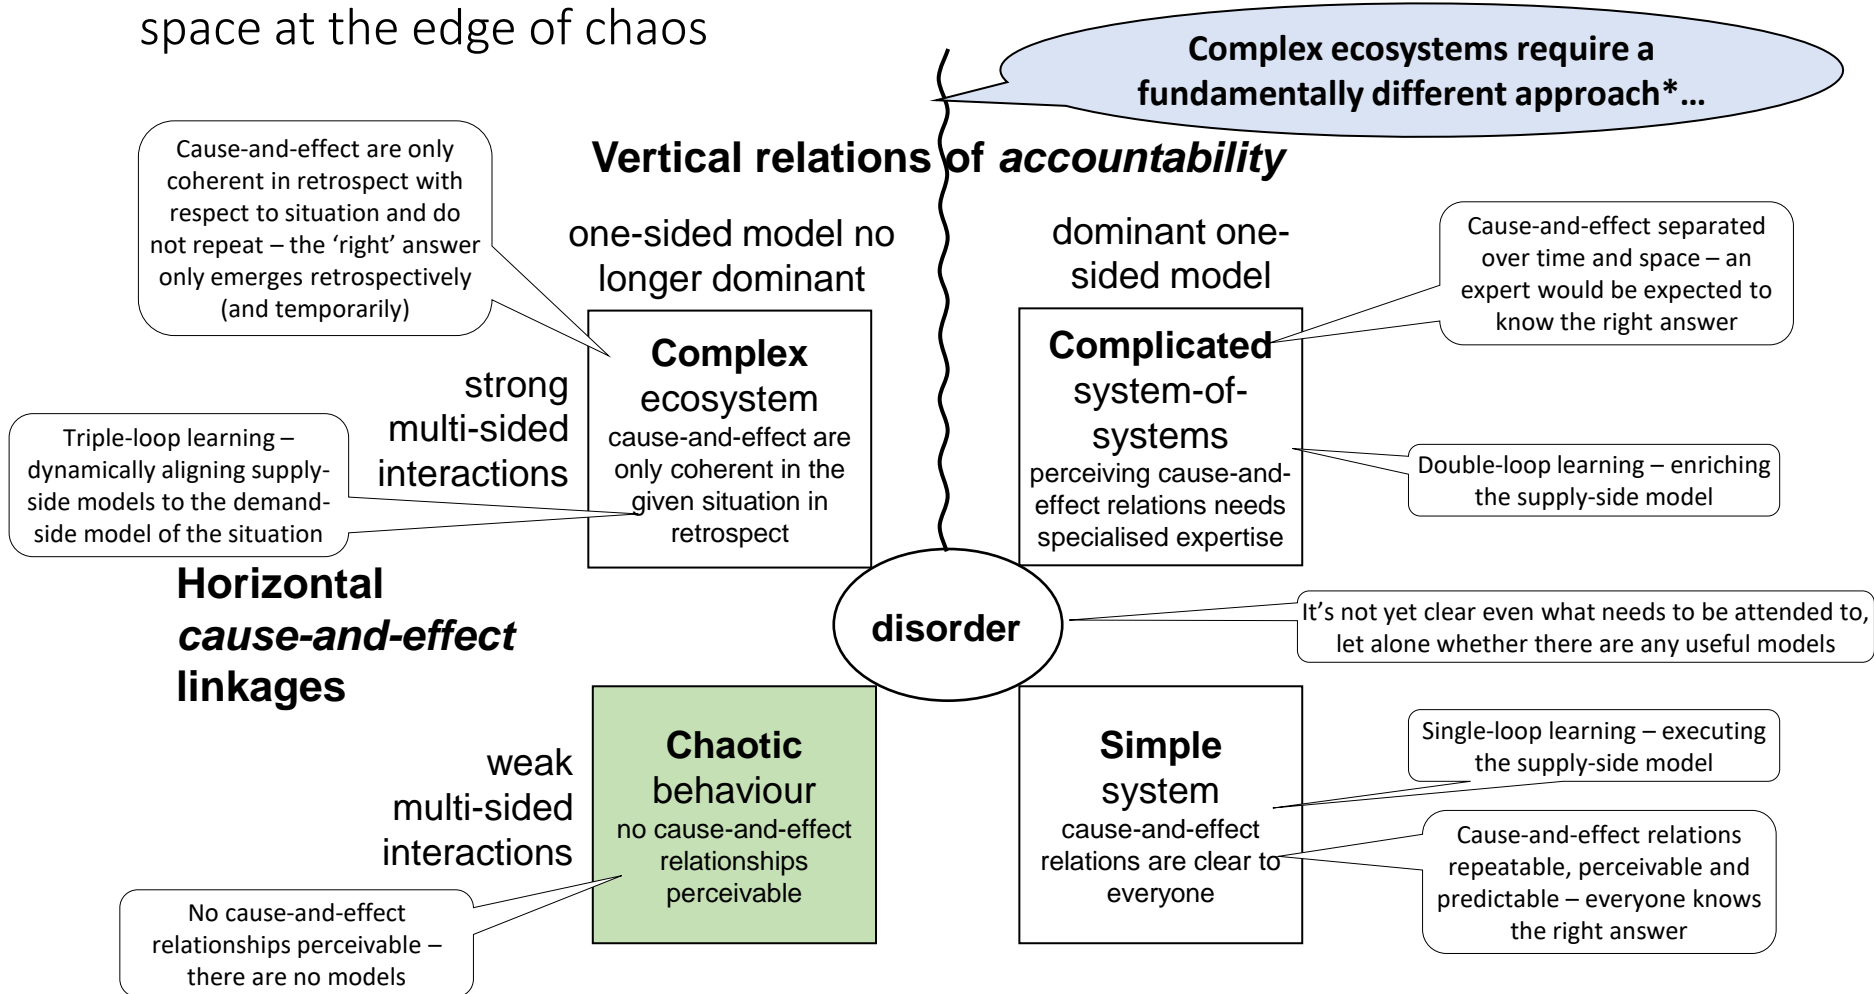 space at the edge of chaos
Complex ecosystems require a
fundamentally different approach*…
Vertical relations of accountability
Cause-and-effect are only
coherent in retrospect with
respect to situation and do
not repeat – the ‘right’ answer
only emerges retrospectively
(and temporarily)
one-sided model no
longer dominant
dominant one-
sided model
Cause-and-effect separated
over time and space – an
expert would be expected to
know the right answer
strong
multi-sided
interactions
Complex
ecosystem
cause-and-effect are
only coherent in the
given situation in
retrospect
Complicated
system-of-
systems
perceiving cause-and-
effect relations needs
specialised expertise
Triple-loop learning –
dynamically aligning supply-
side models to the demand-
side model of the situation
Double-loop learning – enriching
the supply-side model
Horizontal
cause-and-effect
linkages
disorder
It’s not yet clear even what needs to be attended to,
let alone whether there are any useful models
weak
multi-sided
interactions
Chaotic
behaviour
no cause-and-effect
relationships
perceivable
Simple
system
cause-and-effect
relations are clear to
everyone
Single-loop learning – executing
the supply-side model
Cause-and-effect relations
repeatable, perceivable and
predictable – everyone knows
the right answer
No cause-and-effect
relationships perceivable –
there are no models